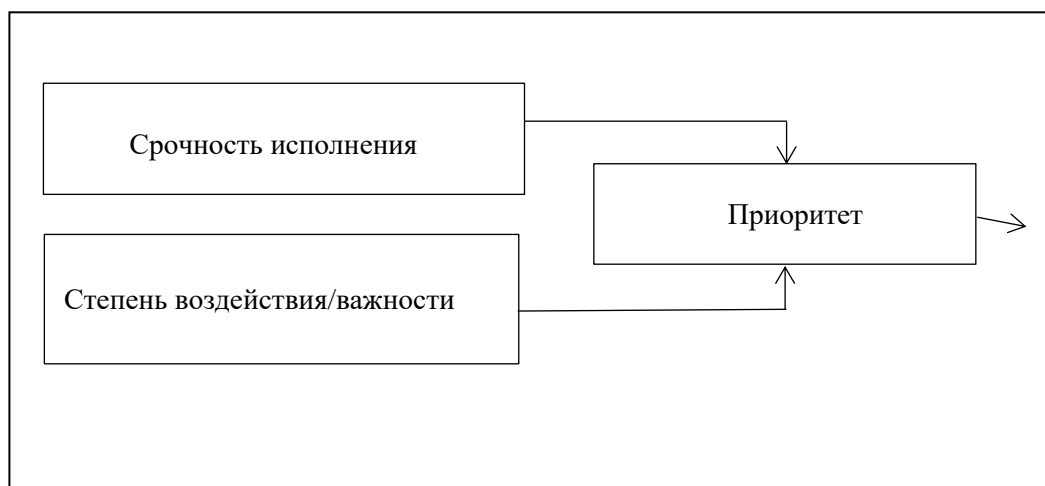 Срочность исполнения
Приоритет
Степень воздействия/важности